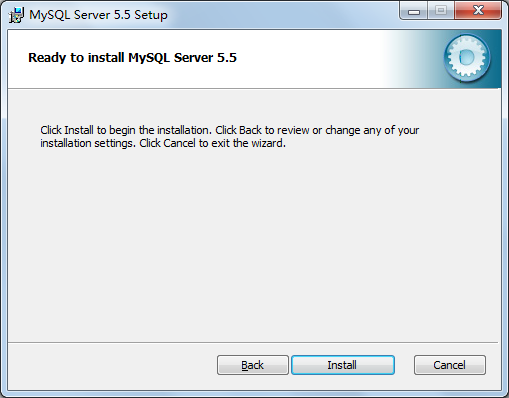 MySQL Server 5.5 Setup
Ready to install MySQL Server 5.5
Click Install to begin the installation. Click Back to review or change any of your
installation settings. Click Cancel to exit the wizard.
Back
Install
Cancel